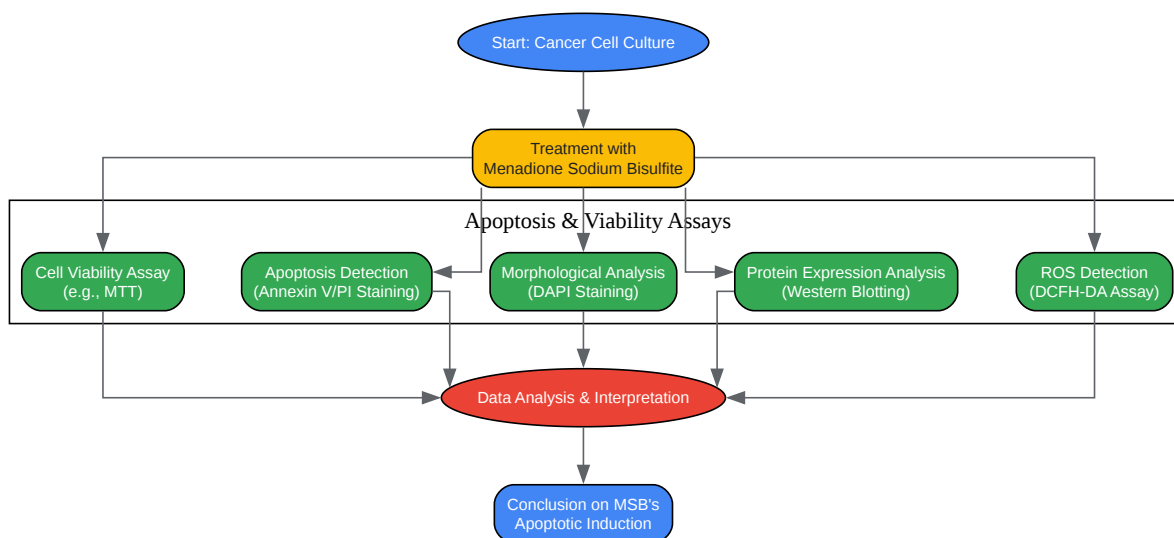 Start: Cancer Cell Culture
Treatment with
Menadione Sodium Bisulfite
Apoptosis & Viability Assays
Cell Viability Assay
(e.g., MTT)
Apoptosis Detection
(Annexin V/PI Staining)
Morphological Analysis
(DAPI Staining)
Protein Expression Analysis
(Western Blotting)
ROS Detection
(DCFH-DA Assay)
Data Analysis & Interpretation
Conclusion on MSB's
Apoptotic Induction